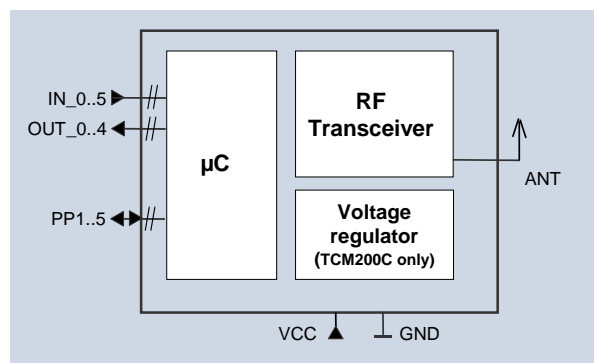 IN_0..5
OUT_0..4
PP1..5
µC
RF
Transceiver
Voltage
regulator
(TCM200C only)
ANT
VCC
GND